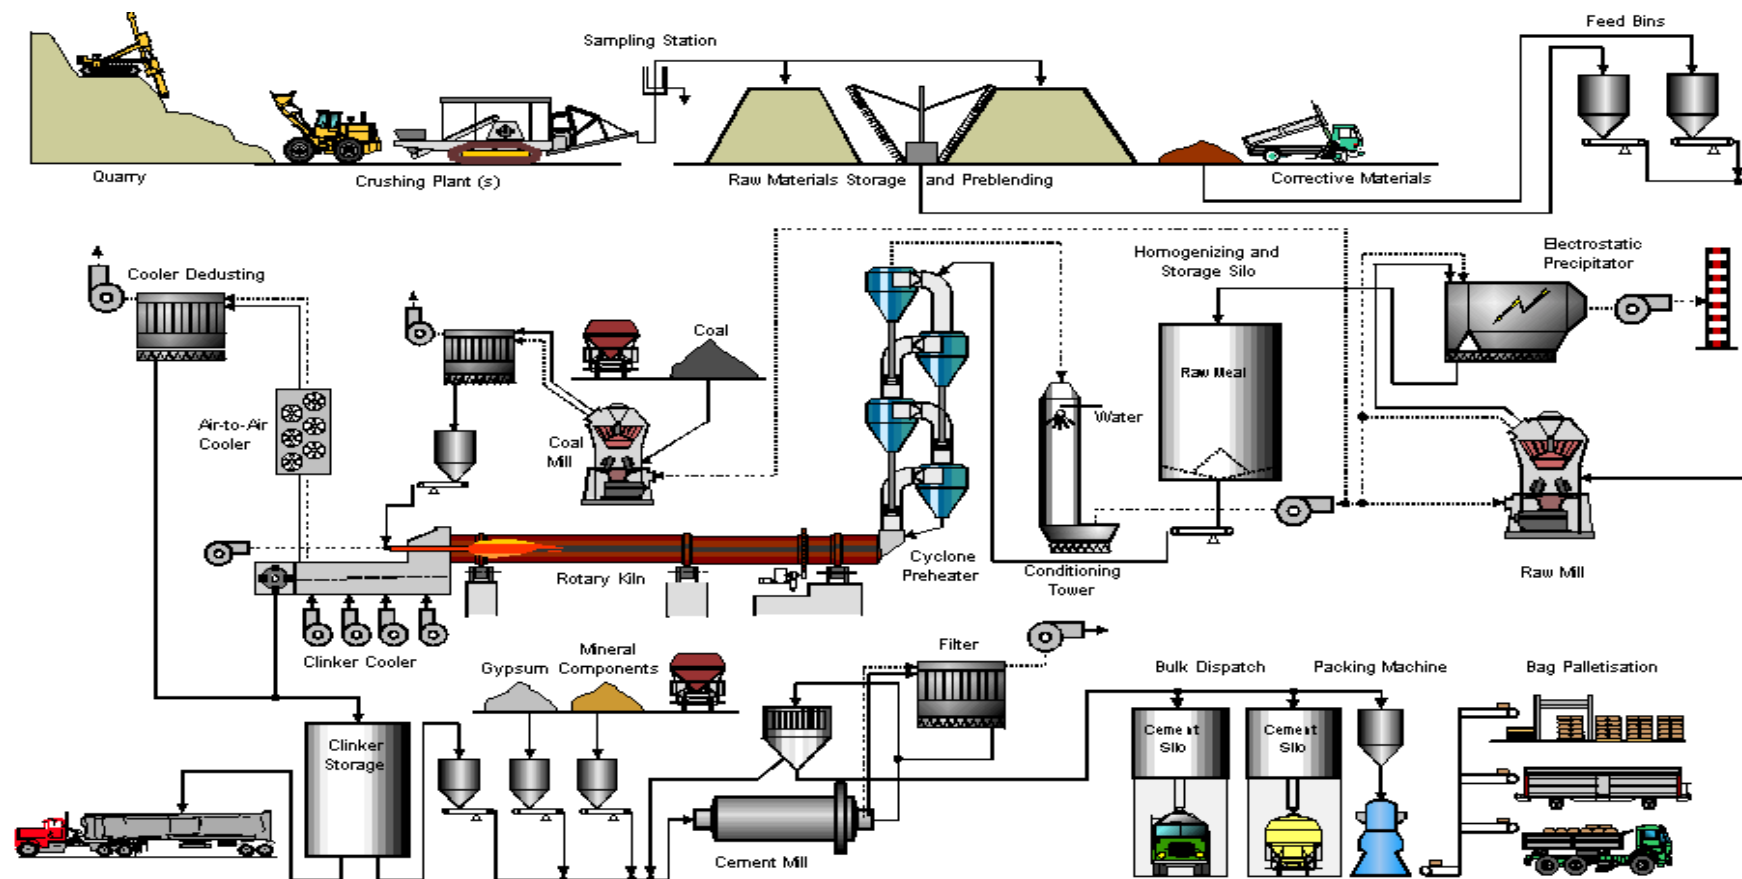 Feed Bins
Sampling Station
Quarry
Crushing Plant (s)
Raw Materials Storage and Preblending
Corrective Materials
Cooler Dedusting
Homogenizing and
Storage Silo
Electrostatic
Precipitator
Coal
Raw Meal
Air-to-Air
Cooler
Coal
Mill
Water
Rotary Kiln
Cyclone
Preheater
Conditioning
Tower
Raw Mill
Clinker Cooler
Gypsum
Mineral
Components
Filter
Bulk Dispatch
Packing Machine
Bag Palletisation
Clinker
Storage
Cement
Silo
Cement
Silo
Cement Mill